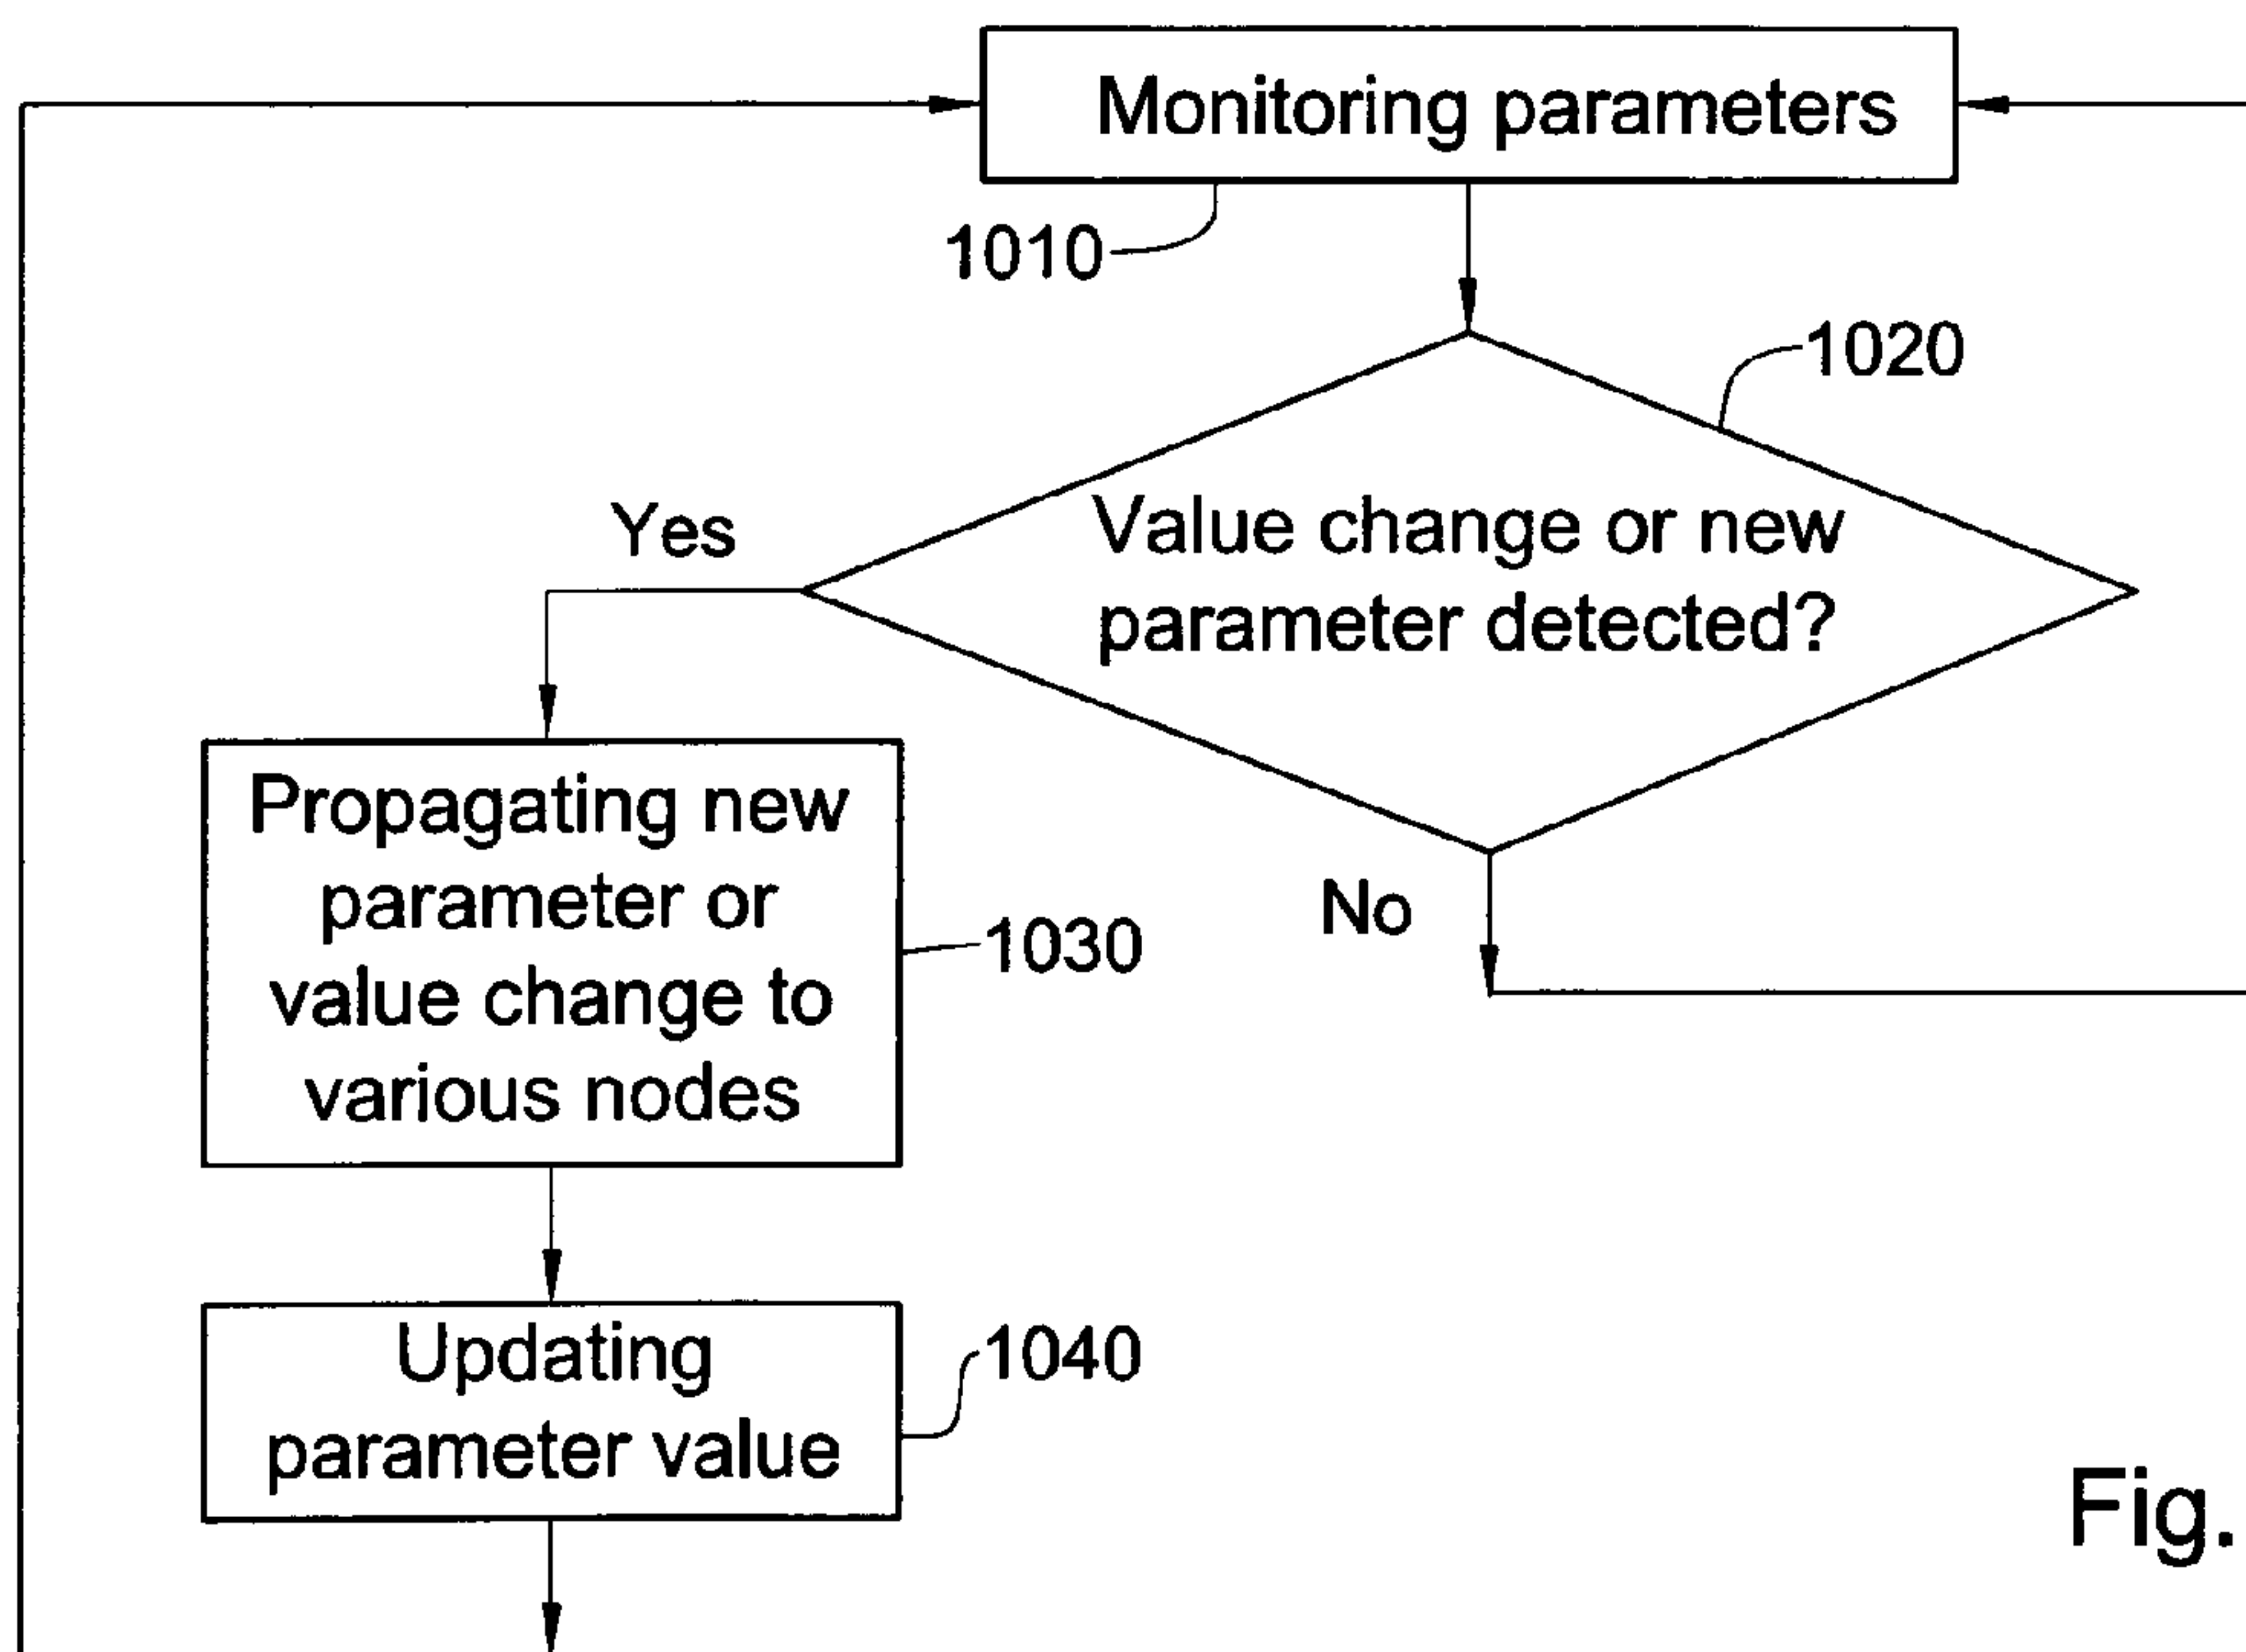 Monitoring parameters
1010
1020
Yes
Value change or new
parameter detected?
Propagating new
parameter or
value change to
various nodes
1030
No
Updating
parameter value
1040
Fig.